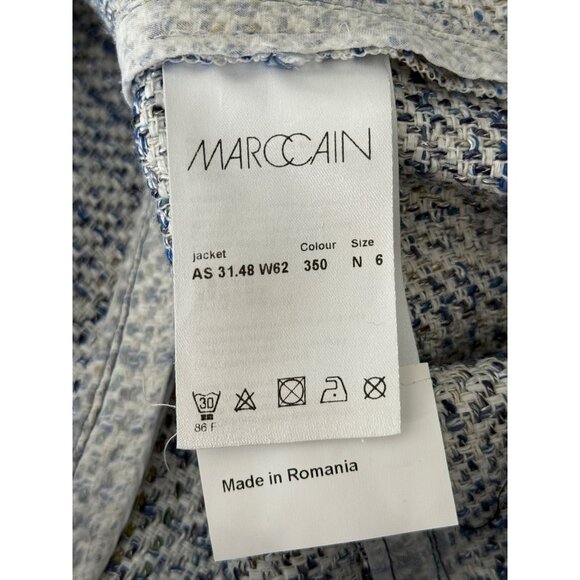 MARCCAIN
jacket Colour Size
AS 31.48 W62 350 N 6
30
86 F
Made in Romania